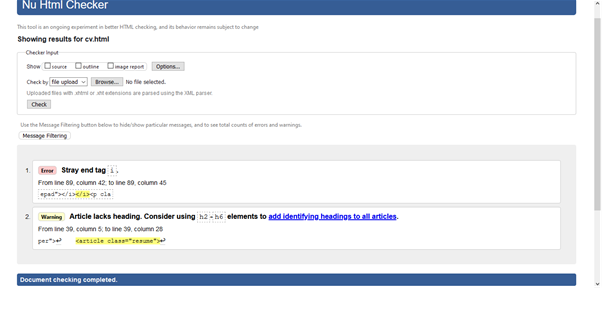 Nu Html Checker
This tool is an ongoing experiment in better HTML checking, and its behavior remains subject to change
Showing results for cv.html
Checker Input
Show source outline image report Options...
Check by file upload Browse... No file selected.
Uploaded files with .xhtml or .xht extensions are parsed using the XML parser.
Check
Use the Message Filtering button below to hide/show particular messages, and to see total counts of errors and warnings.
Message Filtering
1. Error Stray end tag i.
From line 89, column 42; to line 89, column 45
epad"></i></i><p cla
2. Warning Article lacks heading. Consider using h2-h6 elements to add identifying headings to all articles.
From line 39, column 5; to line 39, column 28
per">↩ <article class="resume">↩
Document checking completed.